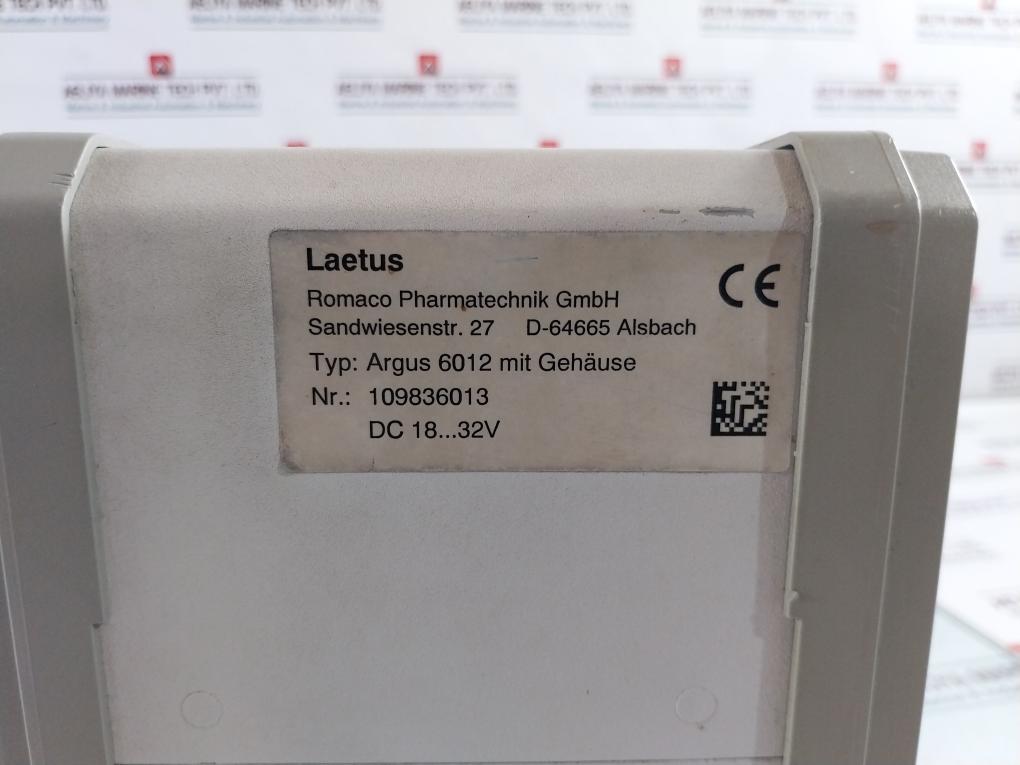 Laetus
CE
Romaco Pharmatechnik GmbH
Sandwiesenstr. 27 D-64665 Alsbach
Typ: Argus 6012 mit Gehäuse
Nr.: 109836013
DC 18...32V